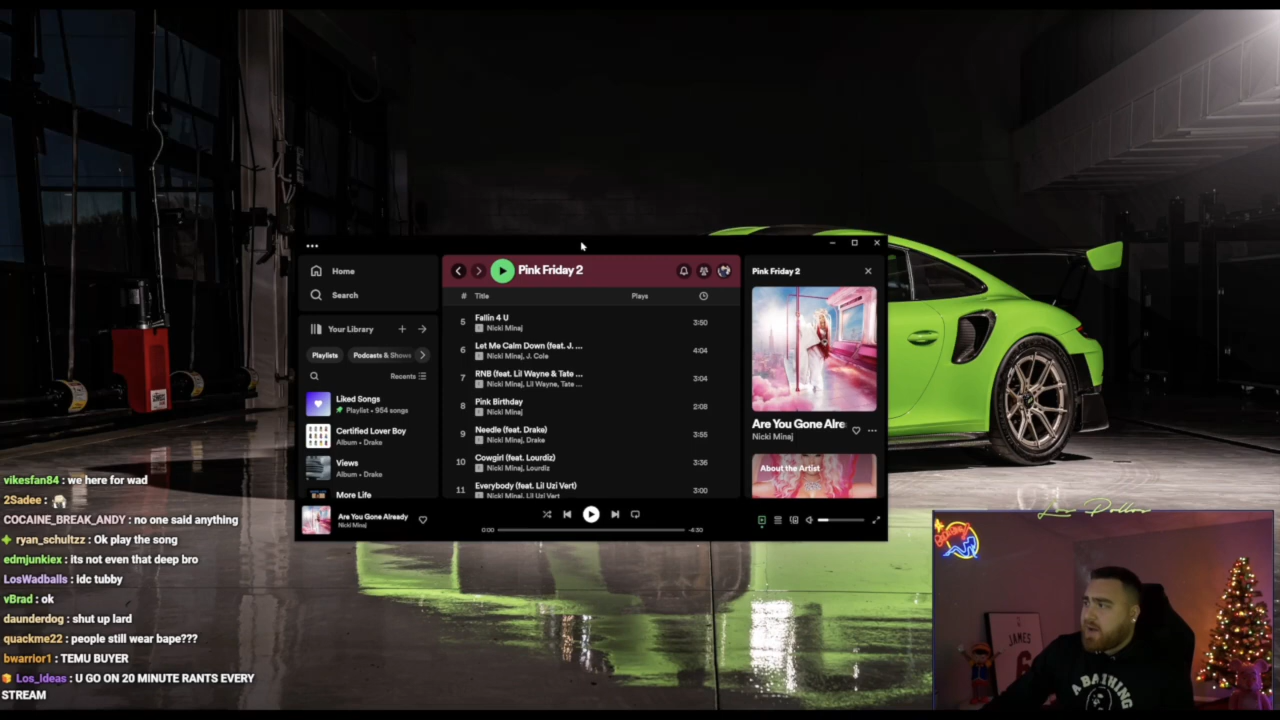 Home
Search
Your Library
Playlists
Podcasts & Shows
Recents
Liked Songs
Playlist • 954 songs
Certified Lover Boy
Album • Drake
Views
Album • Drake
More Life
Pink Friday 2
# Title Plays
5 Fallin 4 U 3:50
Nicki Minaj
6 Let Me Calm Down (feat. J. ... 4:04
Nicki Minaj, J. Cole
7 RNB (feat. Lil Wayne & Tate ... 3:04
Nicki Minaj, Lil Wayne, Tate ...
8 Pink Birthday 2:08
Nicki Minaj
9 Needle (feat. Drake) 3:55
Nicki Minaj, Drake
10 Cowgirl (feat. Lourdiz) 3:36
Nicki Minaj, Lourdiz
11 Everybody (feat. Lil Uzi Vert) 3:00
Nicki Minaj, Lil Uzi Vert
Pink Friday 2
Are You Gone Alre
Nicki Minaj
About the Artist
Are You Gone Already
Nicki Minaj
0:00
-4:30
vikesfan84 : we here for wad
2Sadee :
COCAINE_BREAK_ANDY : no one said anything
ryan_schultzz : Ok play the song
edmjunkiex : its not even that deep bro
LosWadballs : idc tubby
vBrad : ok
daunderdog : shut up lard
quackme22 : people still wear bape???
bwarrior1 : TEMU BUYER
Los_Ideas : U GO ON 20 MINUTE RANTS EVERY
STREAM
Los Pollos
JAMES
6
A BATHING